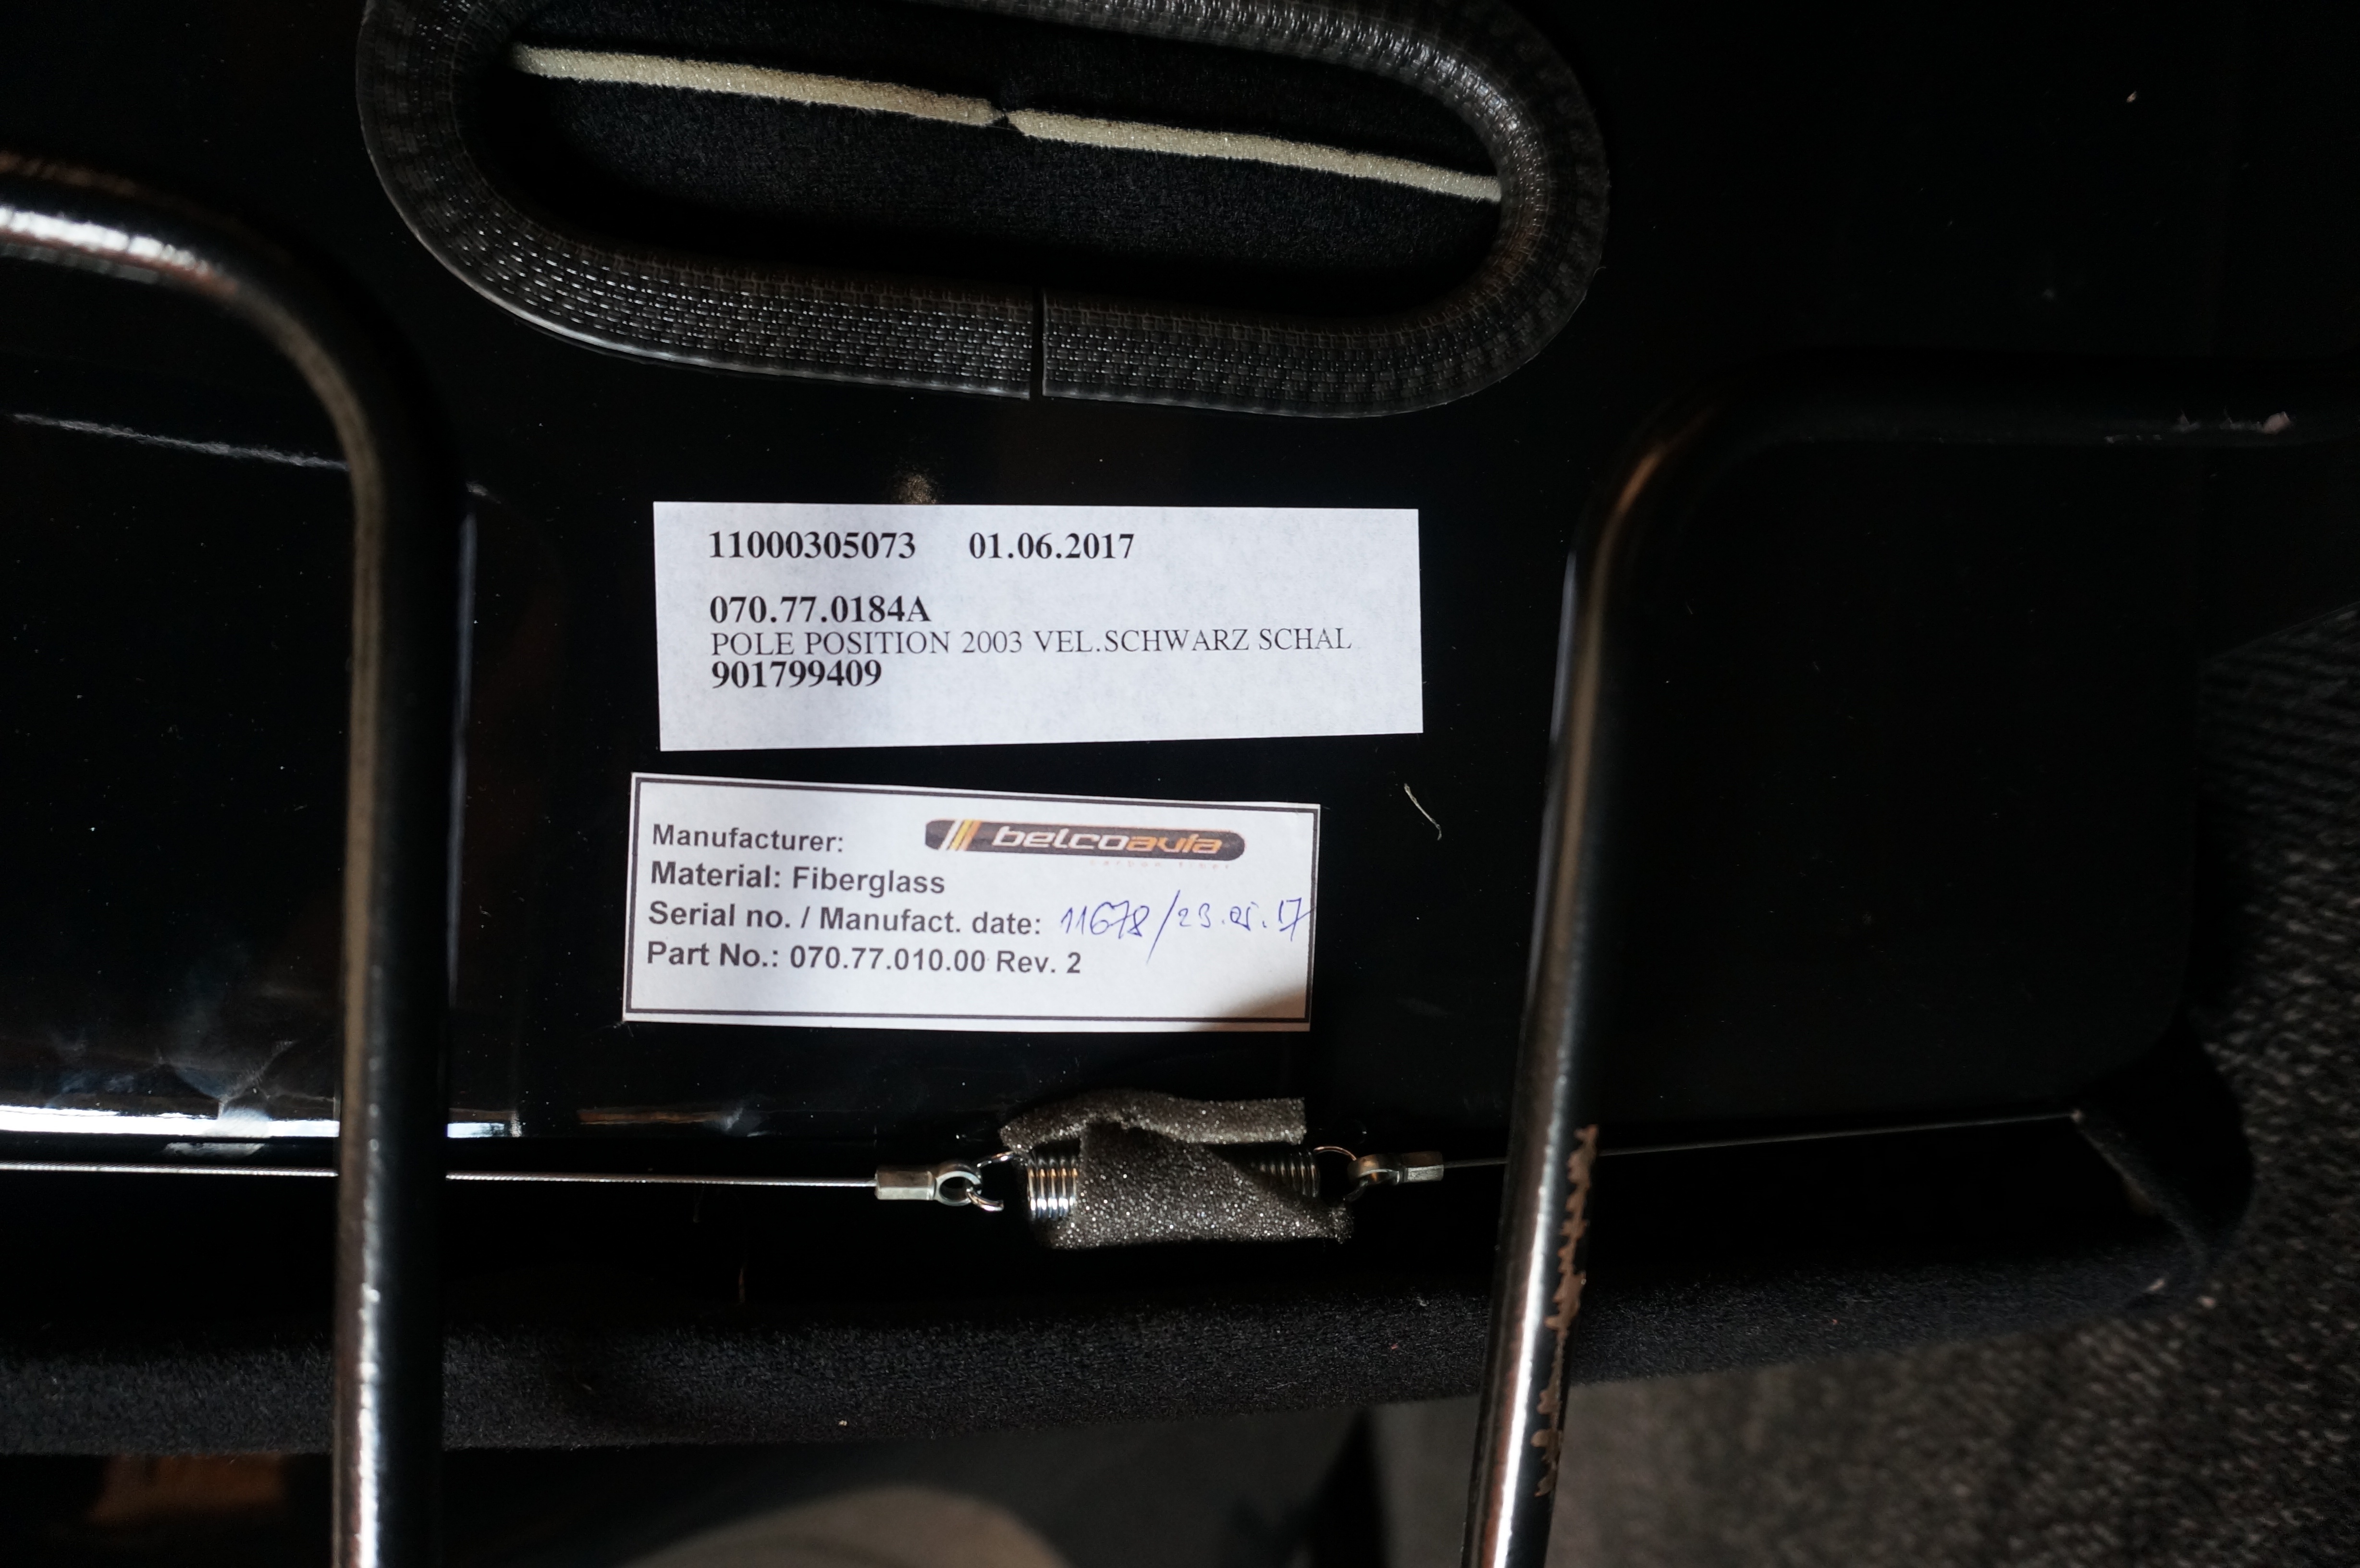 11000305073 01.06.2017
070.77.0184A
POLE POSITION 2003 VEL.SCHWARZ SCHAL
901799409
Manufacturer: belcoavia
Material: Fiberglass
Serial no. / Manufact. date: 11678/23.05.17
Part No.: 070.77.010.00 Rev. 2